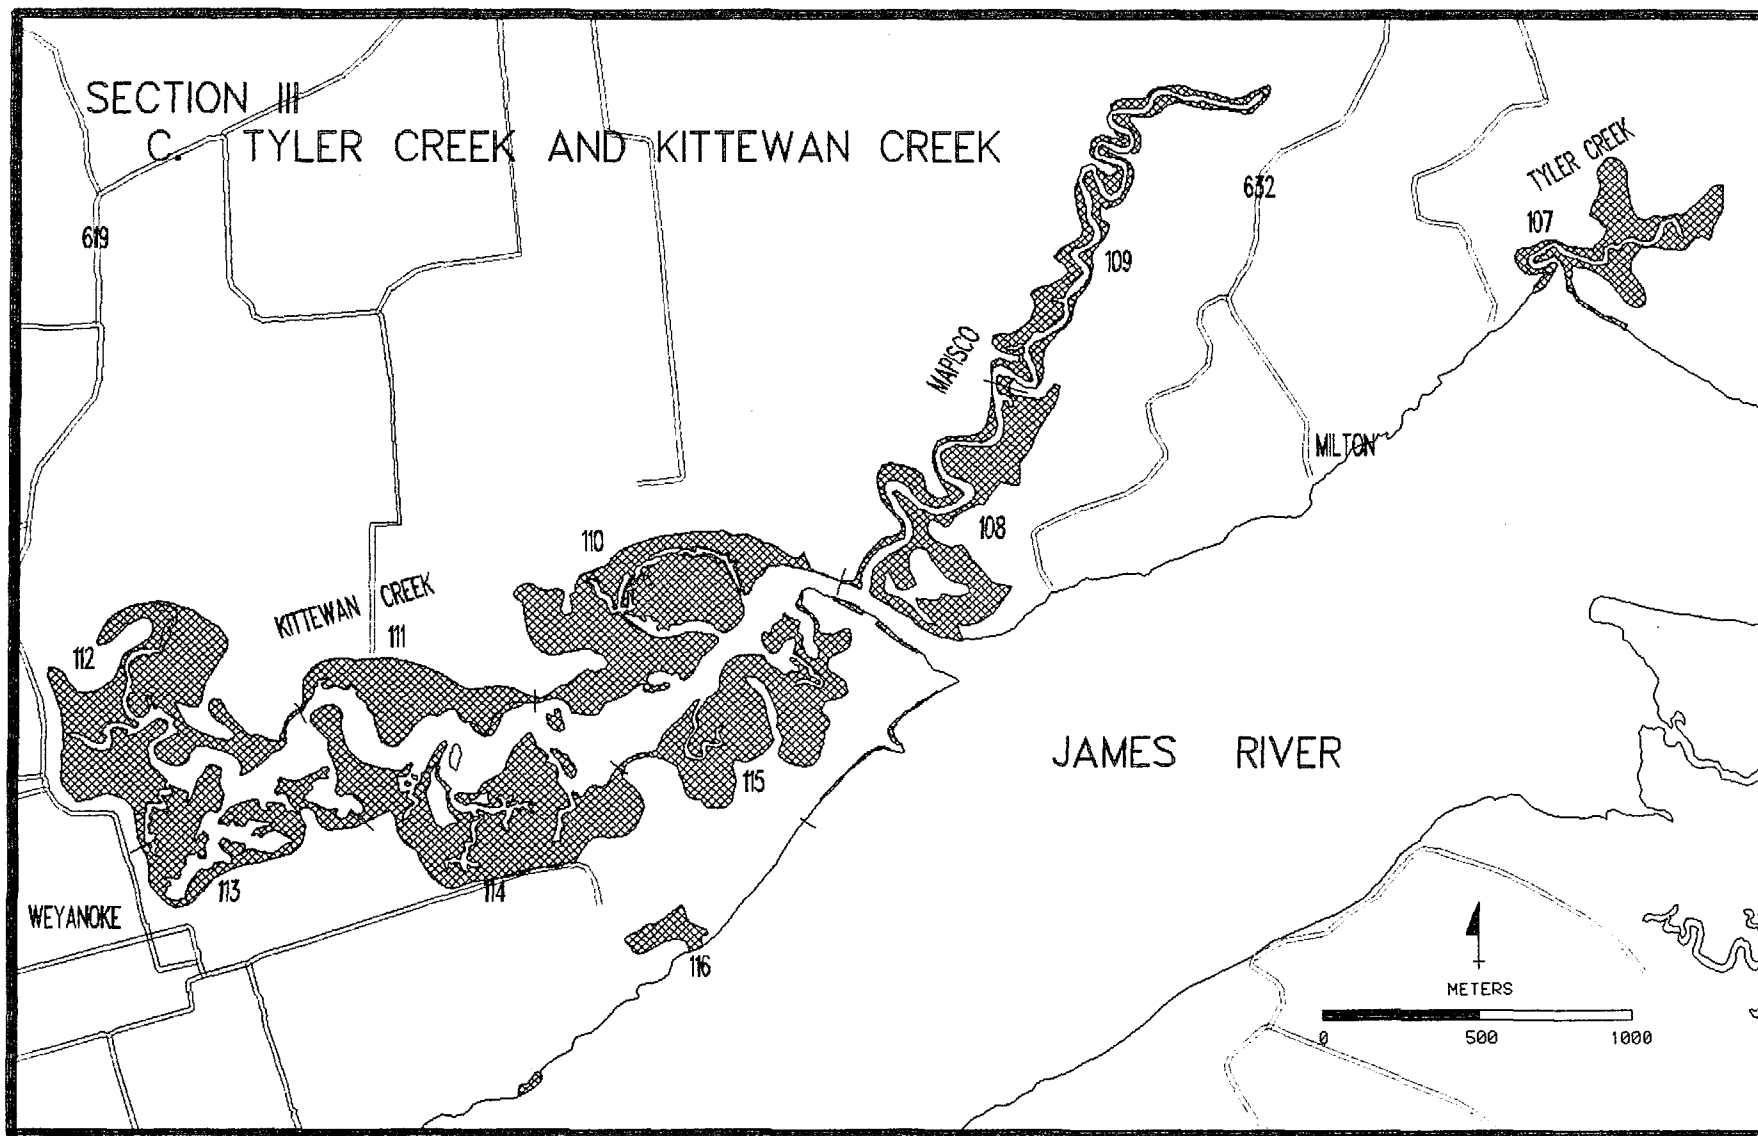 SECTION III
C. TYLER CREEK AND KITTEWAN CREEK
TYLER CREEK
632
107
619
109
MAPISCO
MILTON
108
110
KITTEWAN CREEK
111
112
JAMES RIVER
115
113
114
WEYANOKE
116
METERS
0 500 1000